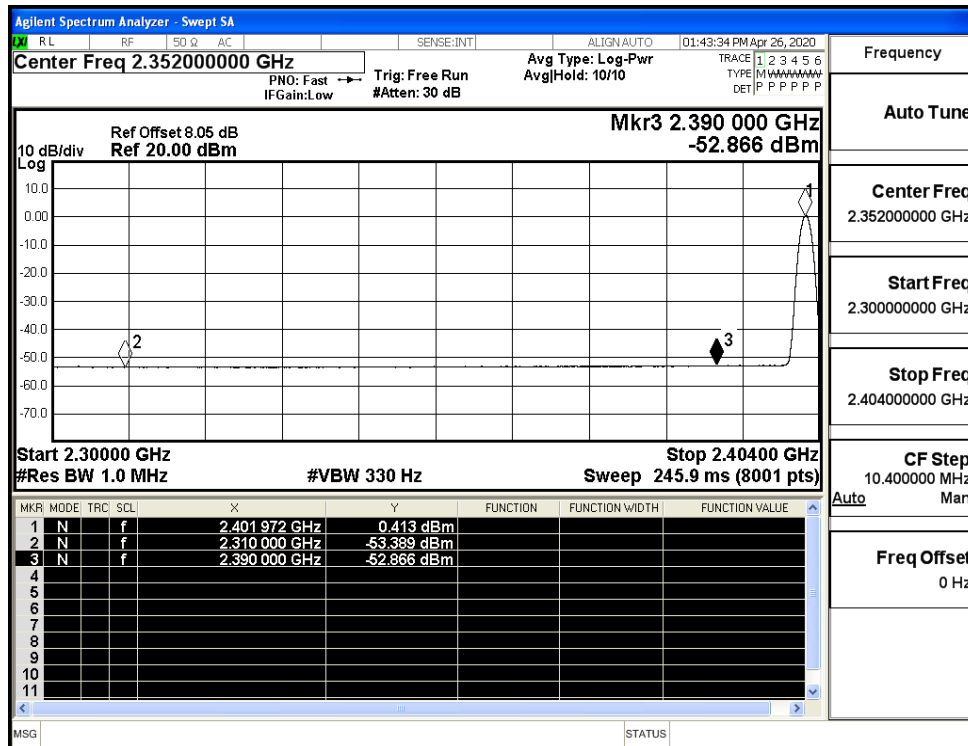 Agilent Spectrum Analyzer - Swept SA
LXI RL RF 50 Ω AC SENSE:INT ALIGN AUTO 01:43:34 PM Apr 26, 2020
Center Freq 2.352000000 GHz
PNO: Fast
IFGain:Low
Trig: Free Run
#Atten: 30 dB
Avg Type: Log-Pwr
Avg|Hold: 10/10
TRACE 1 2 3 4 5 6
TYPE M
DET P P P P P P
Ref Offset 8.05 dB
10 dB/div Ref 20.00 dBm
Log
Mkr3 2.390 000 GHz
-52.866 dBm
10.0
0.00
-10.0
-20.0
-30.0
-40.0
-50.0
-60.0
-70.0
1
2
3
Start 2.30000 GHz Stop 2.40400 GHz
#Res BW 1.0 MHz #VBW 330 Hz Sweep 245.9 ms (8001 pts)
MKR MODE TRC SCL X Y FUNCTION FUNCTION WIDTH FUNCTION VALUE
1 N f 2.401 972 GHz 0.413 dBm
2 N f 2.310 000 GHz -53.389 dBm
3 N f 2.390 000 GHz -52.866 dBm
4
5
6
7
8
9
10
11
MSG STATUS
Frequency
Auto Tune
Center Freq
2.352000000 GHz
Start Freq
2.300000000 GHz
Stop Freq
2.404000000 GHz
CF Step
10.400000 MHz
Auto Man
Freq Offset
0 Hz